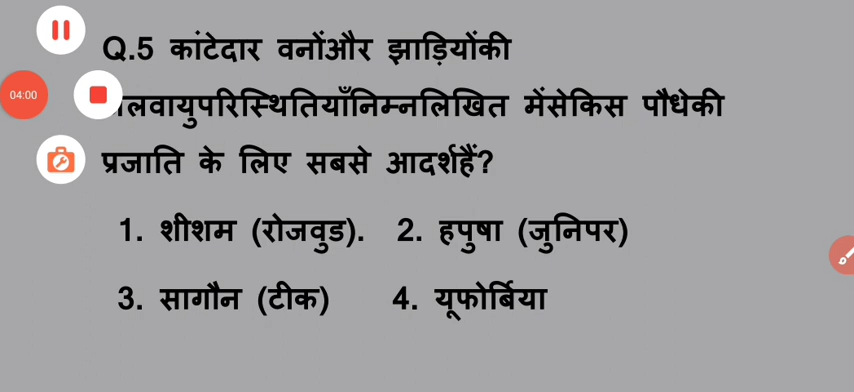 Q.5 कांटेदार वनोंऔर झाड़ियोंकी
04:00
लवायुपरिस्थितियाँनिम्नलिखित मेंसेकिस पौधेकी
प्रजाति के लिए सबसे आदर्शहैं?
1. शीशम (रोजवुड). 2. हपुषा (जुनिपर)
3. सागौन (टीक) 4. यूफोर्बिया